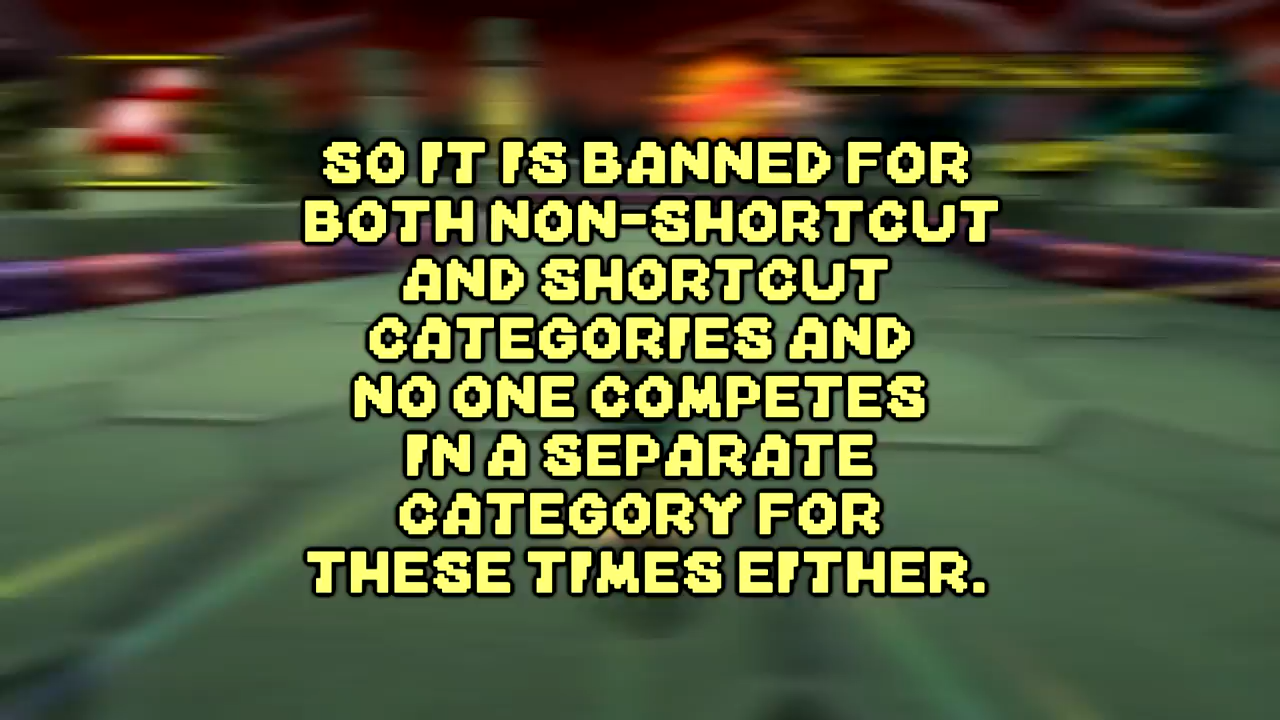 SO IT IS BANNED FOR
BOTH NON-SHORTCUT
AND SHORTCUT
CATEGORIES AND
NO ONE COMPETES
IN A SEPARATE
CATEGORY FOR
THESE TIMES EITHER.